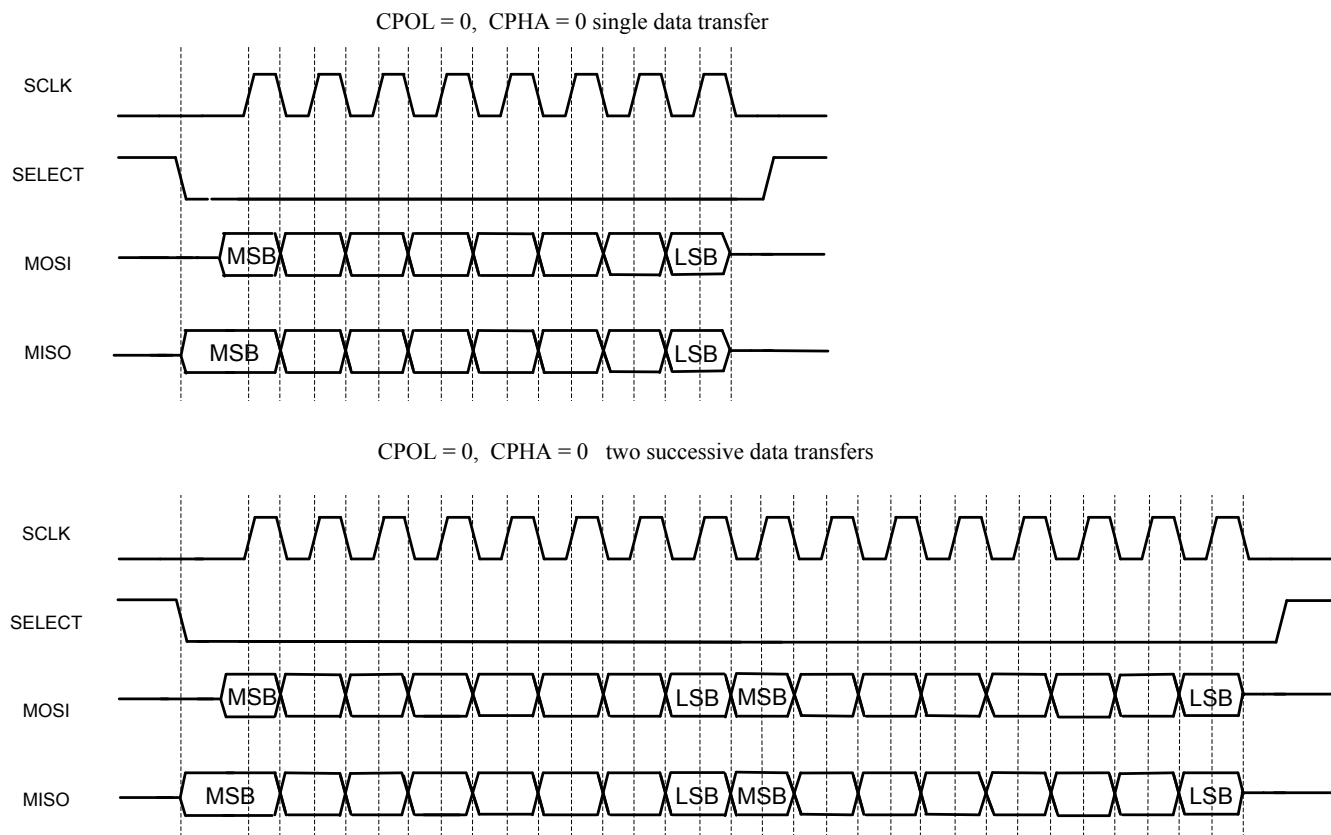 CPOL = 0, CPHA = 0 single data transfer
SCLK
SELECT
MOSI
MSB
LSB
MISO
MSB
LSB
CPOL = 0, CPHA = 0 two successive data transfers
SCLK
SELECT
MOSI
MSB
LSB
MSB
LSB
MISO
MSB
LSB
MSB
LSB